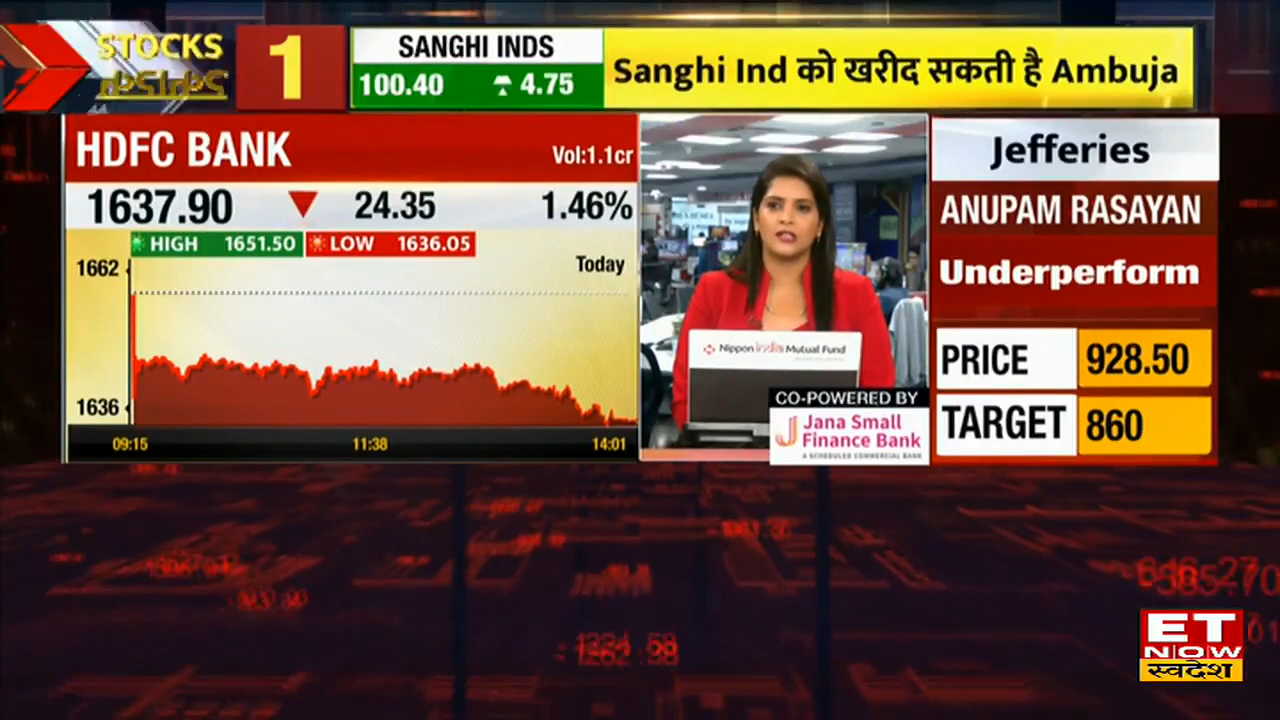 STOCKS
1
SANGHI INDS
100.40 4.75
Sanghi Ind को खरीद सकती है Ambuja
HDFC BANK
Vol:1.1cr
1637.90 24.35 1.46%
HIGH 1651.50 LOW 1636.05
Today
1662
1636
09:15 11:38 14:01
Nippon india Mutual Fund
CO-POWERED BY
Jana Small
Finance Bank
A SCHEDULED COMMERCIAL BANK
Jefferies
ANUPAM RASAYAN
Underperform
PRICE 928.50
TARGET 860
ET
NOW
स्वदेश